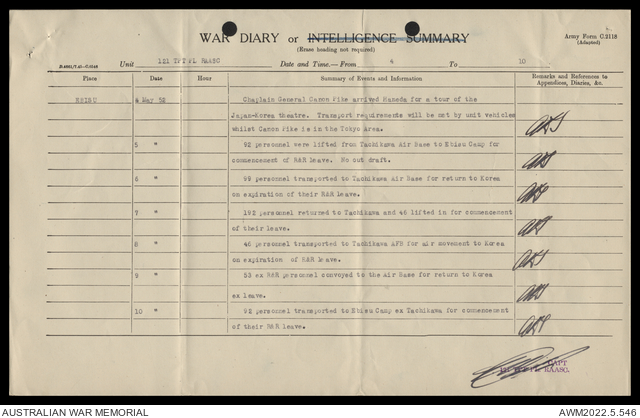 WAR DIARY or INTELLIGENCE SUMMARY
(Erase heading not required)
Army Form C.2118
(Adapted)
Unit 121 TPT PL RAASC Date and Time.—From 4 To 10
Place Date Hour Summary of Events and Information Remarks and References to Appendices, Diaries, &c.
EBISU 4 May 52 Chaplain General Canon Pike arrived Haneda for a tour of the
Japan-Korea theatre. Transport requirements will be met by unit vehicles
whilst Canon Pike is in the Tokyo Area.
5 " 92 personnel were lifted from Tachikawa Air Base to Ebisu Camp for
commencement of R&R leave. No out draft.
6 " 99 personnel transported to Tachikawa Air Base for return to Korea
on expiration of their R&R leave.
7 " 192 personnel returned to Tachikawa and 46 lifted in for commencement
of their leave.
8 " 46 personnel transported to Tachikawa AFB for air movement to Korea
on expiration of R&R leave.
9 " 53 ex R&R personnel convoyed to the Air Base for return to Korea
ex leave.
10 " 92 personnel transported to Ebisu Camp ex Tachikawa for commencement
of their R&R leave.
CAPT
121 TPT PL RAASC.
AUSTRALIAN WAR MEMORIAL AWM2022.5.546